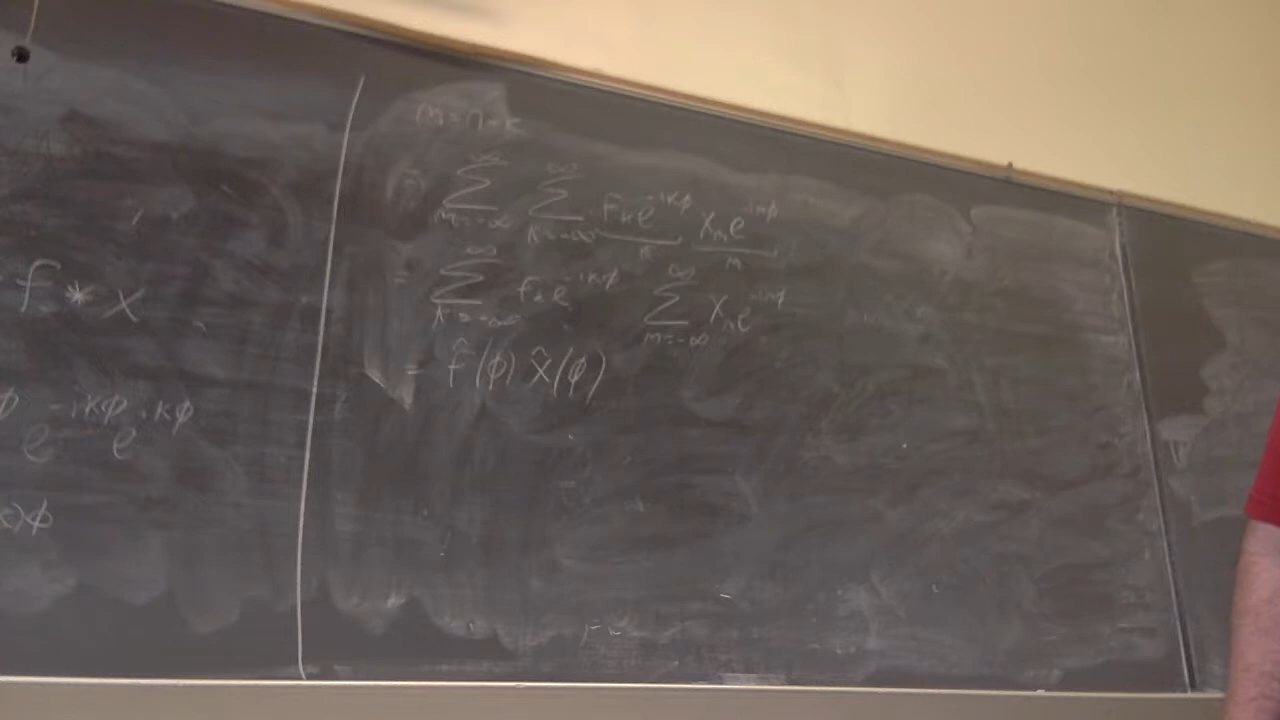 f * x
ϕ e^{-ikϕ} e^{ikϕ}
)ϕ
m = n - k
∑_{m=-∞}^{∞} ∑_{k=-∞}^{∞} f_k e^{-ikϕ} x_m e^{-imϕ}
k m
= ∑_{k=-∞}^{∞} f_k e^{-ikϕ} ∑_{m=-∞}^{∞} x_m e^{-imϕ}
= f̂(ϕ) x̂(ϕ)